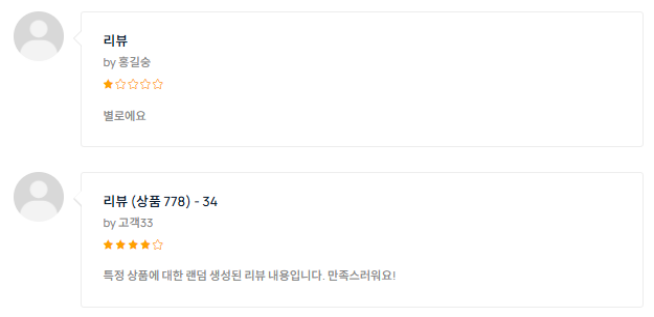 리뷰
by 홍길숭
별로에요
리뷰 (상품 778) - 34
by 고객33
특정 상품에 대한 랜덤 생성된 리뷰 내용입니다. 만족스러워요!